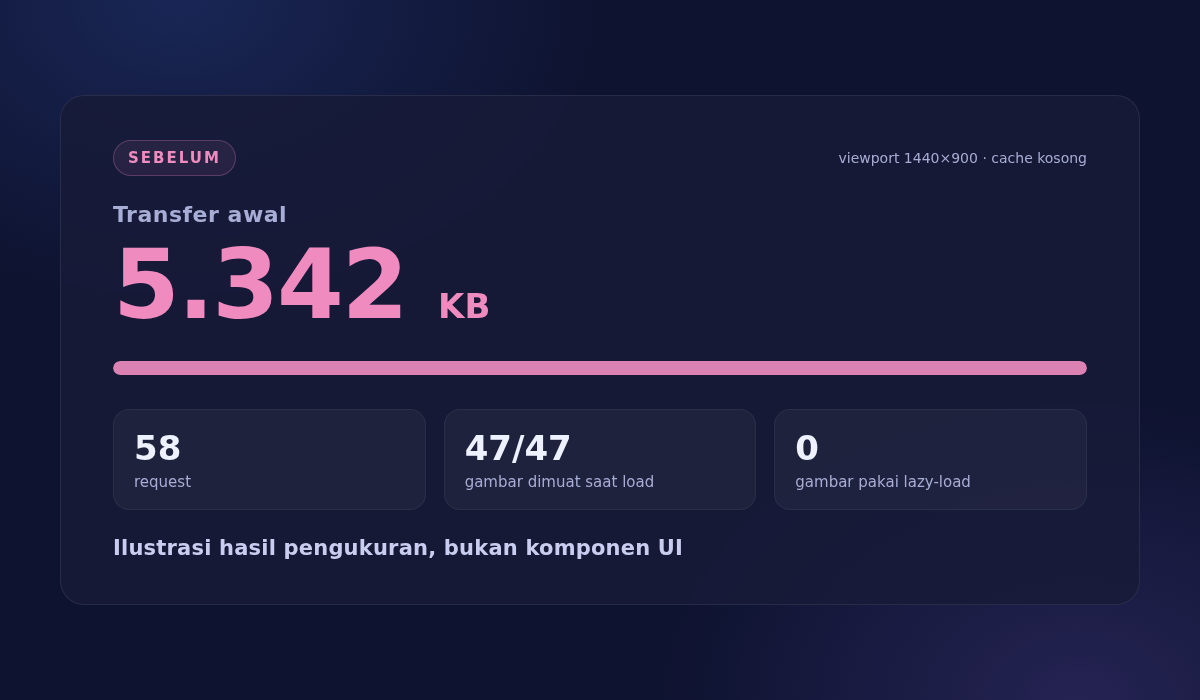 SEBELUM
viewport 1440×900 · cache kosong
Transfer awal
5.342 KB
58
request
47/47
gambar dimuat saat load
0
gambar pakai lazy-load
Ilustrasi hasil pengukuran, bukan komponen UI